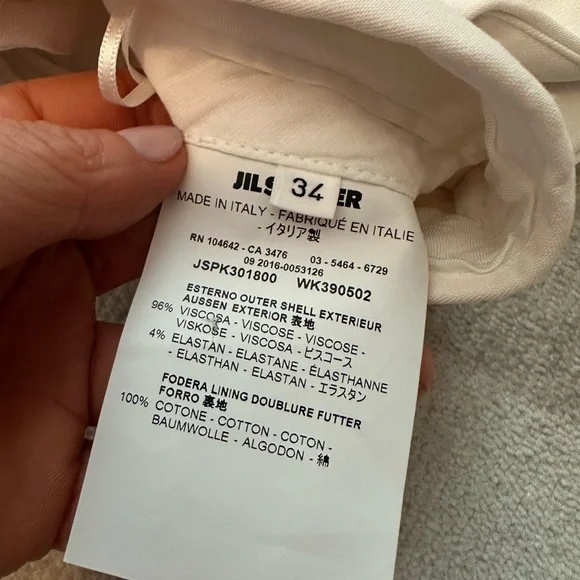 JILS ER
34
MADE IN ITALY - FABRIQUÉ EN ITALIE
- イタリア製
RN 104642 - CA 3476 03 - 5464 - 6729
09 2016-0053126
JSPK301800 WK390502
ESTERNO OUTER SHELL EXTERIEUR
AUSSEN EXTERIOR 表地
96% VISCOSA - VISCOSE - VISCOSE -
VISKOSE - VISCOSA - ビスコース
4% ELASTAN - ELASTANE - ÉLASTHANNE
- ELASTHAN - ELASTAN - エラスタン
FODERA LINING DOUBLURE FUTTER
FORRO 裏地
100% COTONE - COTTON - COTON -
BAUMWOLLE - ALGODON - 綿